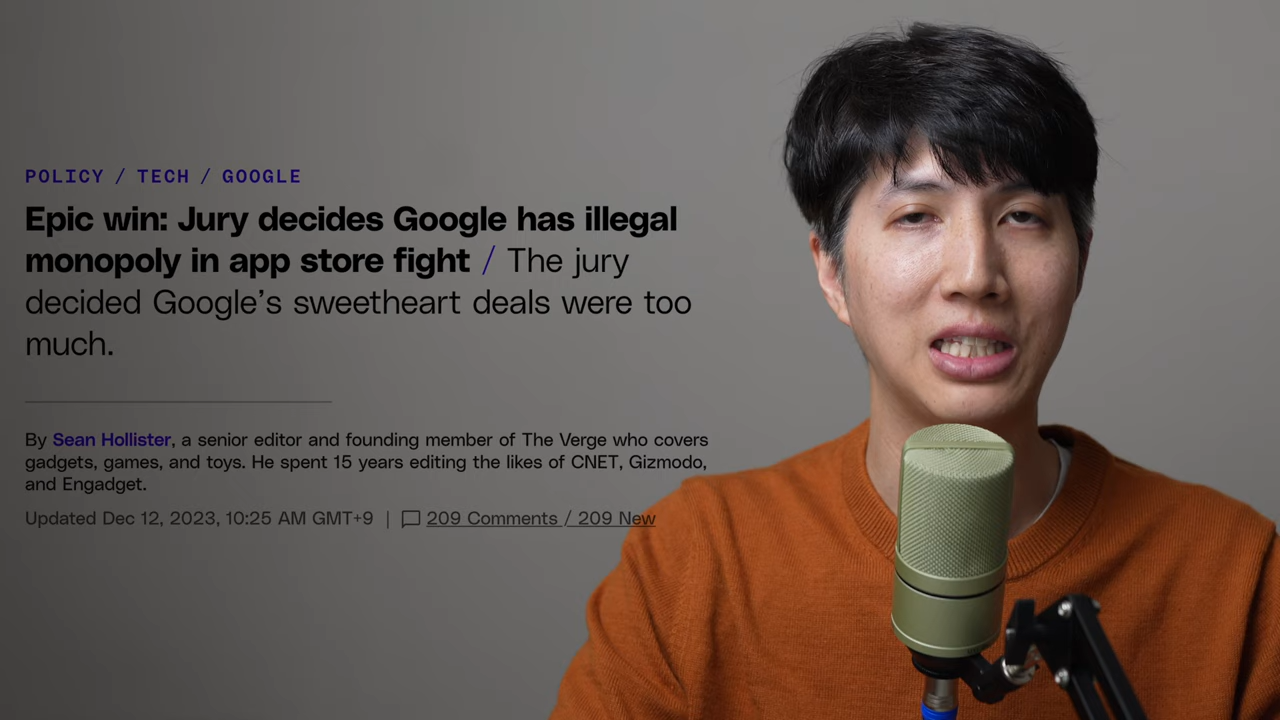 POLICY / TECH / GOOGLE
Epic win: Jury decides Google has illegal
monopoly in app store fight / The jury
decided Google’s sweetheart deals were too
much.
By Sean Hollister, a senior editor and founding member of The Verge who covers
gadgets, games, and toys. He spent 15 years editing the likes of CNET, Gizmodo,
and Engadget.
Updated Dec 12, 2023, 10:25 AM GMT+9 | 209 Comments / 209 New